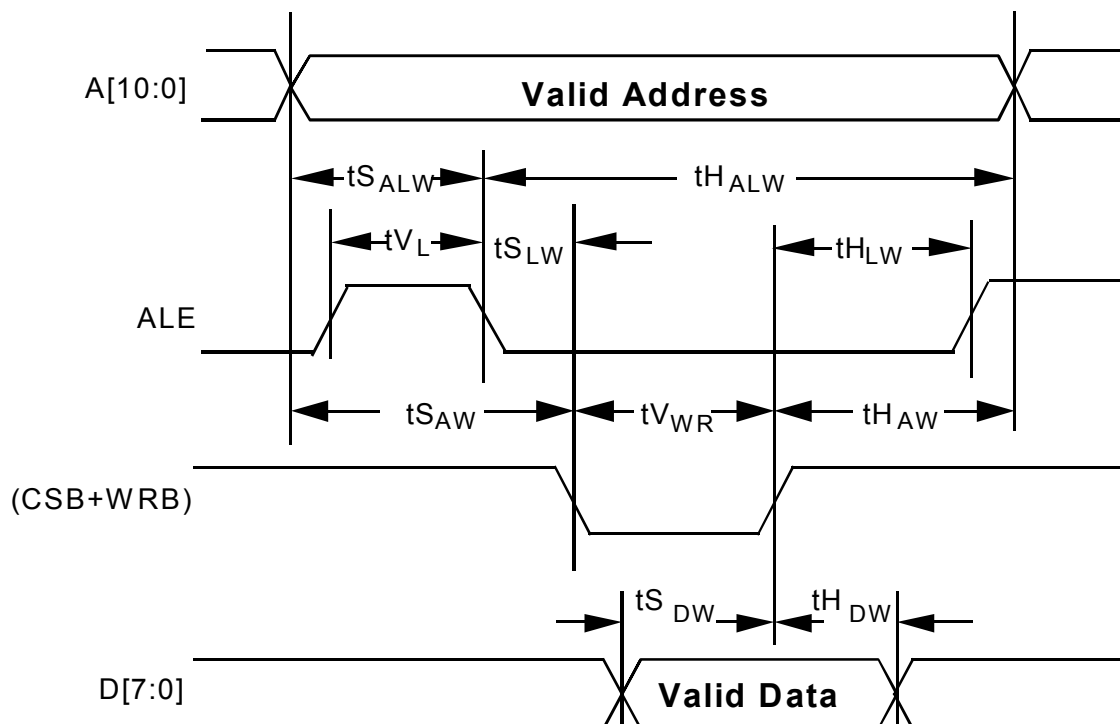 A[10:0]
Valid Address
tS ALW
tH ALW
tV L
tS LW
tH LW
ALE
tS AW
tV WR
tH AW
(CSB+WRB)
tS DW
tH DW
D[7:0]
Valid Data